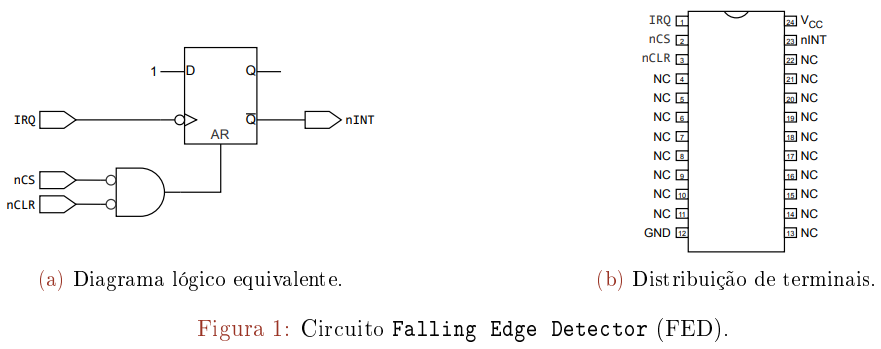 1
D
Q
IRQ
Q
nINT
AR
nCS
nCLR
(a) Diagrama lógico equivalente.
IRQ 1
nCS 2
nCLR 3
NC 4
NC 5
NC 6
NC 7
NC 8
NC 9
NC 10
NC 11
GND 12
24 VCC
23 nINT
22 NC
21 NC
20 NC
19 NC
18 NC
17 NC
16 NC
15 NC
14 NC
13 NC
(b) Distribuição de terminais.
Figura 1: Circuito Falling Edge Detector (FED).